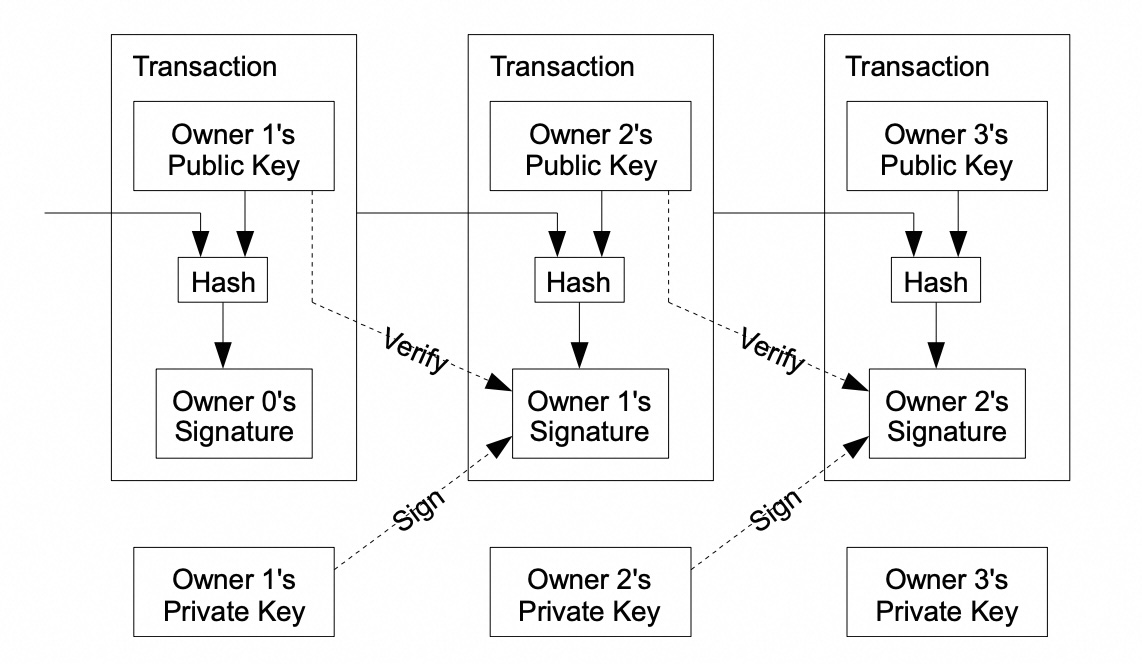 Transaction
Owner 1's
Public Key
Hash
Owner 0's
Signature
Transaction
Owner 2's
Public Key
Hash
Verify
Owner 1's
Signature
Transaction
Owner 3's
Public Key
Hash
Verify
Owner 2's
Signature
Sign
Sign
Owner 1's
Private Key
Owner 2's
Private Key
Owner 3's
Private Key